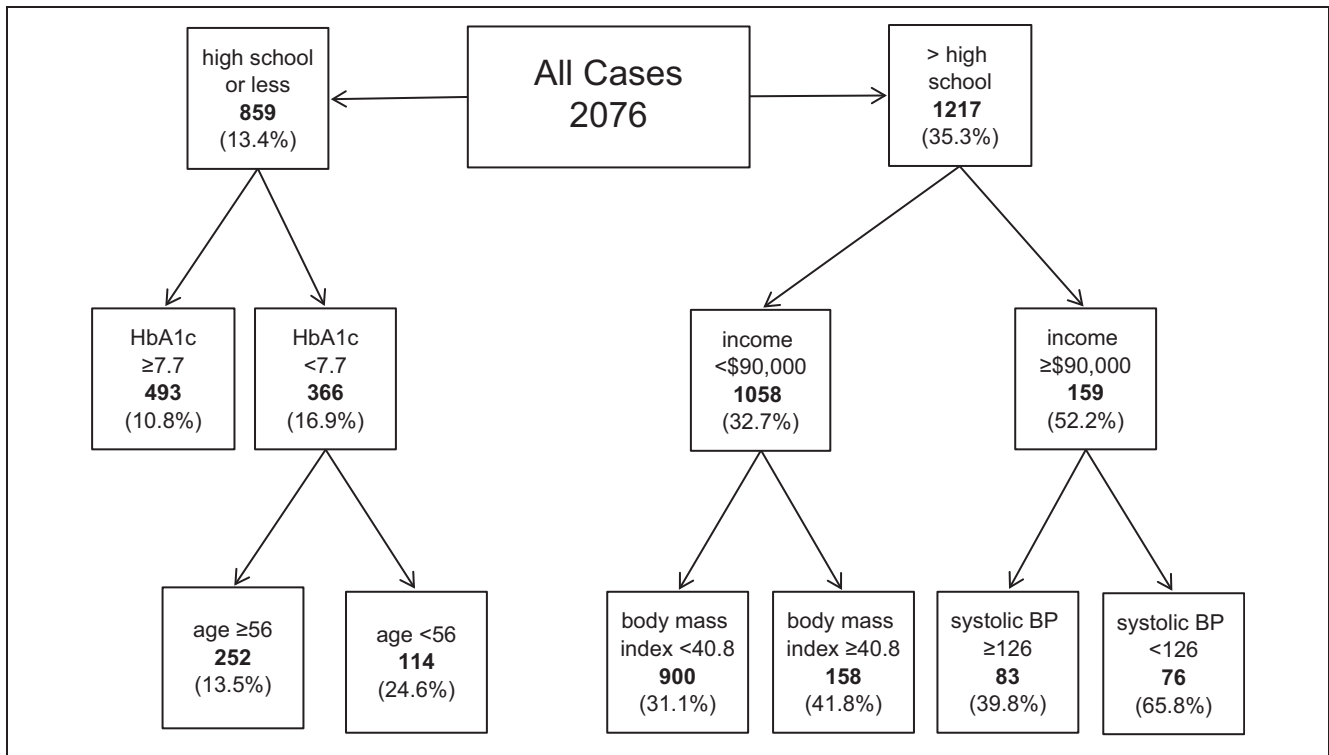 high school
or less
859
(13.4%)
All Cases
2076
> high
school
1217
(35.3%)
HbA1c
≥7.7
493
(10.8%)
HbA1c
<7.7
366
(16.9%)
income
<$90,000
1058
(32.7%)
income
≥$90,000
159
(52.2%)
age ≥56
252
(13.5%)
age <56
114
(24.6%)
body mass
index <40.8
900
(31.1%)
body mass
index ≥40.8
158
(41.8%)
systolic BP
≥126
83
(39.8%)
systolic BP
<126
76
(65.8%)